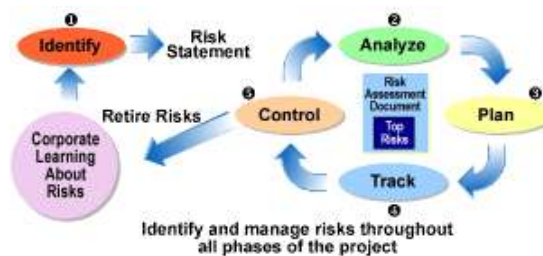 ❶
Identify
Risk
Statement
❷
Analyze
Risk
Assessment
Document
Top
Risks
❸
Plan
❹
Track
❺
Control
Retire Risks
Corporate
Learning
About
Risks
Identify and manage risks throughout
all phases of the project